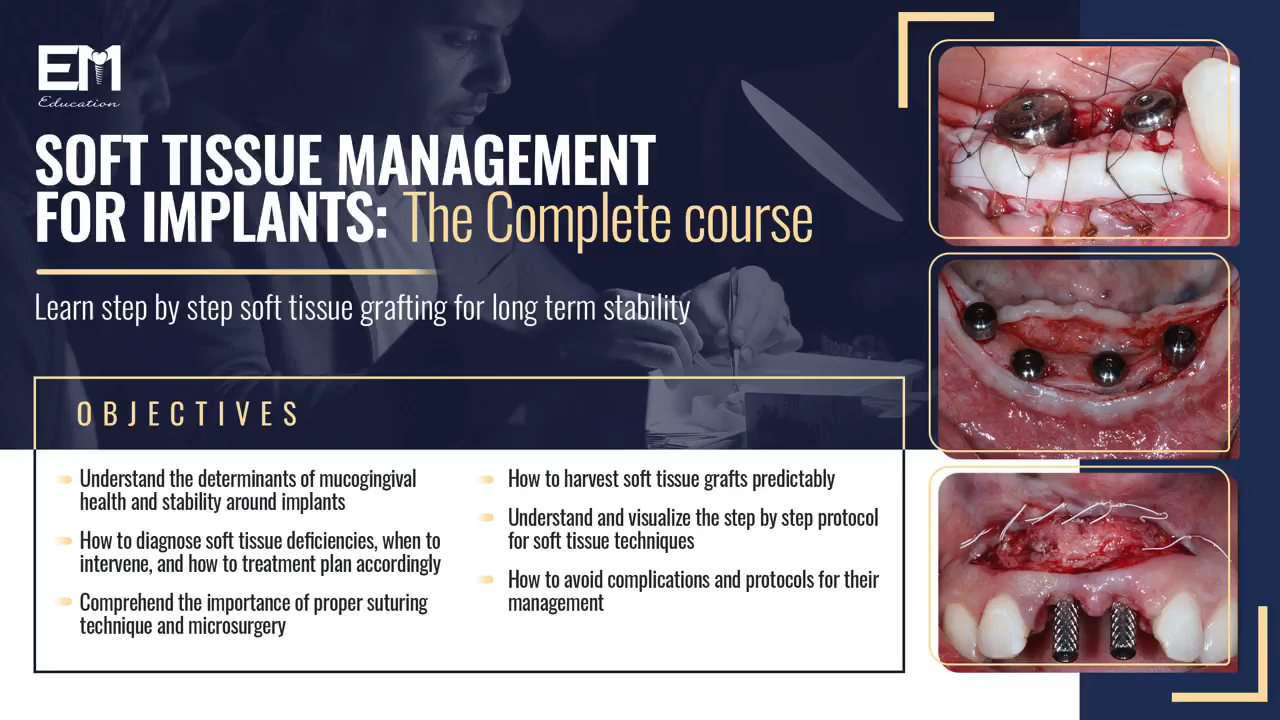 EM
Education
SOFT TISSUE MANAGEMENT
FOR IMPLANTS: The Complete course
Learn step by step soft tissue grafting for long term stability
OBJECTIVES
Understand the determinants of mucogingival
health and stability around implants
How to diagnose soft tissue deficiencies, when to
intervene, and how to treatment plan accordingly
Comprehend the importance of proper suturing
technique and microsurgery
How to harvest soft tissue grafts predictably
Understand and visualize the step by step protocol
for soft tissue techniques
How to avoid complications and protocols for their
management